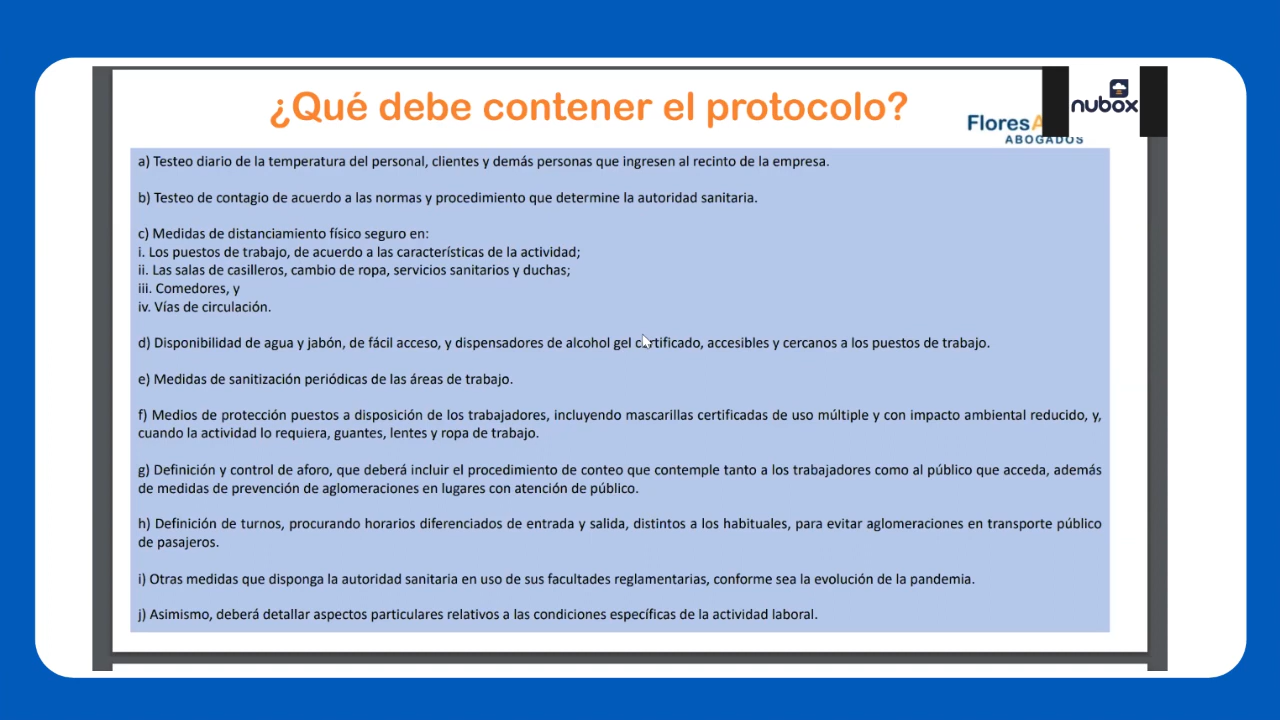 ¿Qué debe contener el protocolo?
nubox
Flores
ABOGADOS
a) Testeo diario de la temperatura del personal, clientes y demás personas que ingresen al recinto de la empresa.
b) Testeo de contagio de acuerdo a las normas y procedimiento que determine la autoridad sanitaria.
c) Medidas de distanciamiento físico seguro en:
i. Los puestos de trabajo, de acuerdo a las características de la actividad;
ii. Las salas de casilleros, cambio de ropa, servicios sanitarios y duchas;
iii. Comedores, y
iv. Vías de circulación.
d) Disponibilidad de agua y jabón, de fácil acceso, y dispensadores de alcohol gel certificado, accesibles y cercanos a los puestos de trabajo.
e) Medidas de sanitización periódicas de las áreas de trabajo.
f) Medios de protección puestos a disposición de los trabajadores, incluyendo mascarillas certificadas de uso múltiple y con impacto ambiental reducido, y,
cuando la actividad lo requiera, guantes, lentes y ropa de trabajo.
g) Definición y control de aforo, que deberá incluir el procedimiento de conteo que contemple tanto a los trabajadores como al público que acceda, además
de medidas de prevención de aglomeraciones en lugares con atención de público.
h) Definición de turnos, procurando horarios diferenciados de entrada y salida, distintos a los habituales, para evitar aglomeraciones en transporte público
de pasajeros.
i) Otras medidas que disponga la autoridad sanitaria en uso de sus facultades reglamentarias, conforme sea la evolución de la pandemia.
j) Asimismo, deberá detallar aspectos particulares relativos a las condiciones específicas de la actividad laboral.